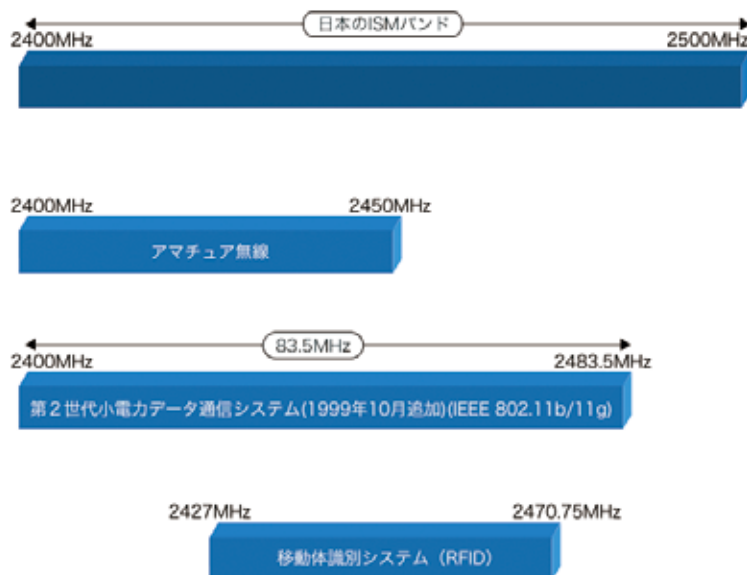 日本のISMバンド
2400MHz 2500MHz
2400MHz 2450MHz
アマチュア無線
83.5MHz
2400MHz 2483.5MHz
第2世代小電力データ通信システム(1999年10月追加)(IEEE 802.11b/11g)
2427MHz 2470.75MHz
移動体識別システム（RFID）